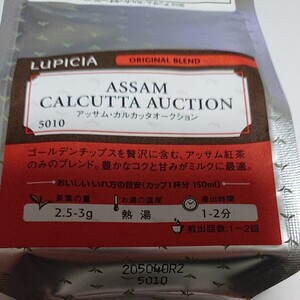 LUPICIA
ORIGINAL BLEND
ASSAM
CALCUTTA AUCTION
アッサム・カルカッタオークション
5010
ゴールデンチップスを贅沢に含む、アッサム紅茶
のみのブレンド。豊かなコクと甘みがミルクに最適。
おいしいいれ方の目安(カップ1杯分 150ml)
茶葉の量 お湯の温度 浸出時間
2.5-3g 熱湯 1-2分
煎出回数:1~2回
205040R2
5010